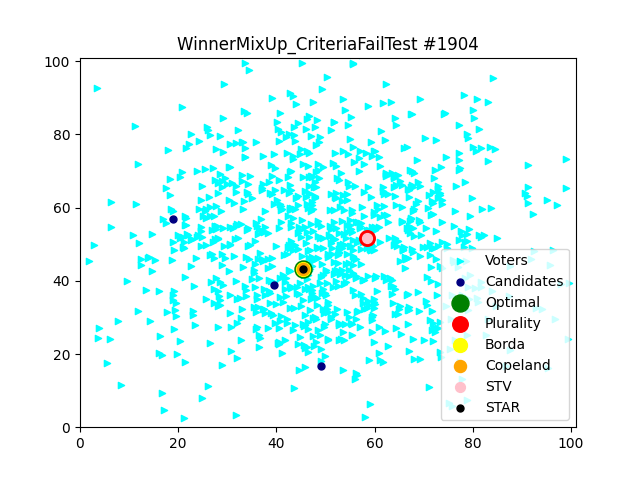 WinnerMixUp_CriteriaFailTest #1904
100
80
60
40
20
0
0
20
40
60
80
100
Voters
Candidates
Optimal
Plurality
Borda
Copeland
STV
STAR